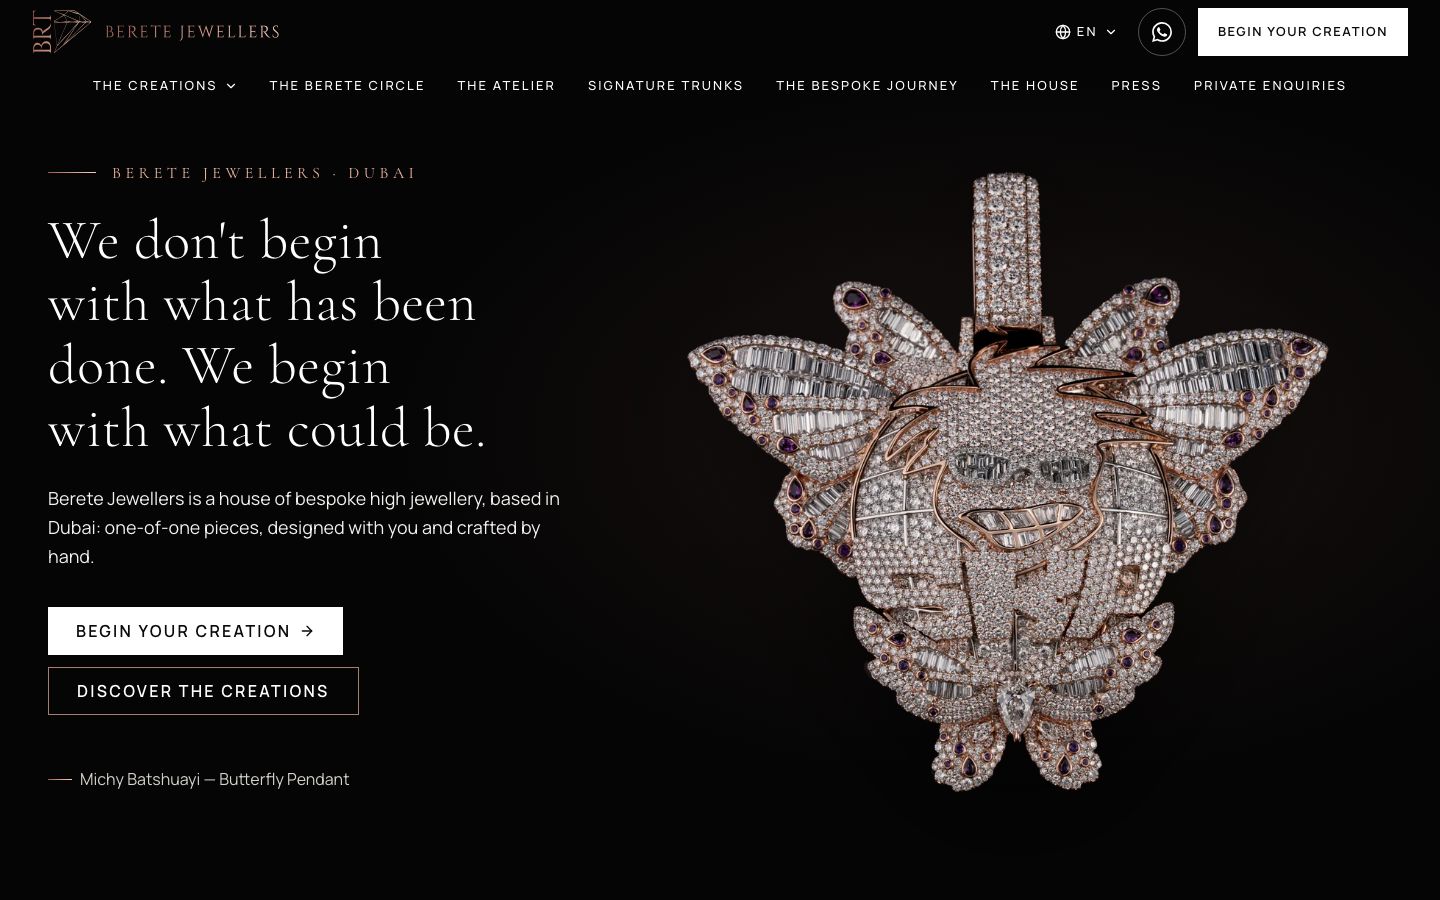 BRT
BERETE JEWELLERS
EN
BEGIN YOUR CREATION
THE CREATIONS
THE BERETE CIRCLE
THE ATELIER
SIGNATURE TRUNKS
THE BESPOKE JOURNEY
THE HOUSE
PRESS
PRIVATE ENQUIRIES
BERETE JEWELLERS · DUBAI
We don't begin
with what has been
done. We begin
with what could be.
Berete Jewellers is a house of bespoke high jewellery, based in
Dubai: one-of-one pieces, designed with you and crafted by
hand.
BEGIN YOUR CREATION →
DISCOVER THE CREATIONS
Michy Batshuayi — Butterfly Pendant